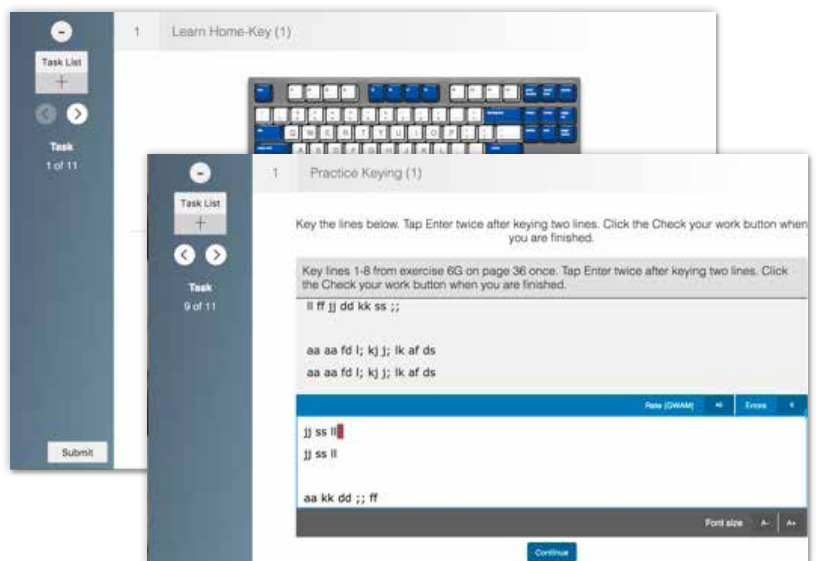 1 Learn Home-Key (1)
Task List
Task
1 of 11
Q W E R T Y U I O P
A S D F G H J K L
Submit
1 Practice Keying (1)
Task List
Task
9 of 11
Key the lines below. Tap Enter twice after keying two lines. Click the Check your work button when
you are finished.
Key lines 1-8 from exercise 6G on page 36 once. Tap Enter twice after keying two lines. Click
the Check your work button when you are finished.
ll ff jj dd kk ss ;;
aa aa fd l; kj j; lk af ds
aa aa fd l; kj j; lk af ds
Rate (GWAM)
Errors
jj ss ll
jj ss ll
aa kk dd ;; ff
Font size A- A+
Continue